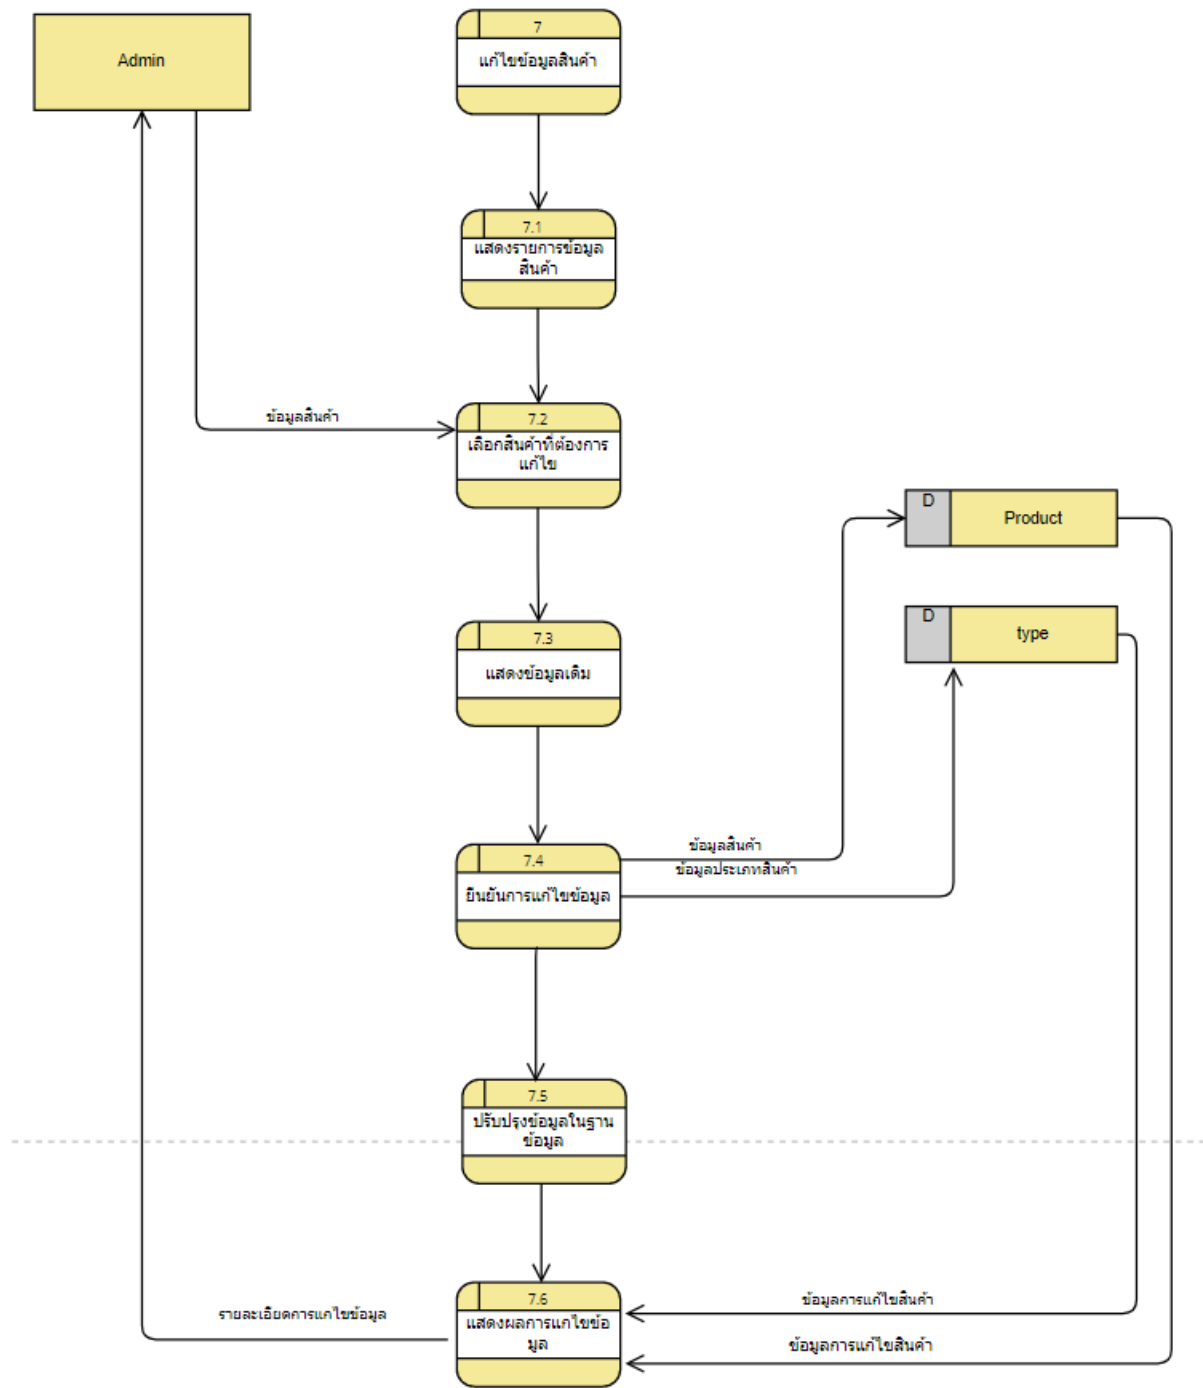 Admin
7
แก้ไขข้อมูลสินค้า
7.1
แสดงรายการข้อมูล
สินค้า
ข้อมูลสินค้า
7.2
เลือกสินค้าที่ต้องการ
แก้ไข
D
Product
D
type
7.3
แสดงข้อมูลเดิม
ข้อมูลสินค้า
ข้อมูลประเภทสินค้า
7.4
ยืนยันการแก้ไขข้อมูล
7.5
ปรับปรุงข้อมูลในฐาน
ข้อมูล
7.6
แสดงผลการแกไขข้อ
มูล
รายละเอียดการแกไขข้อมูล
ข้อมูลการแก้ไขสินค้า
ข้อมูลการแก้ไขสินค้า